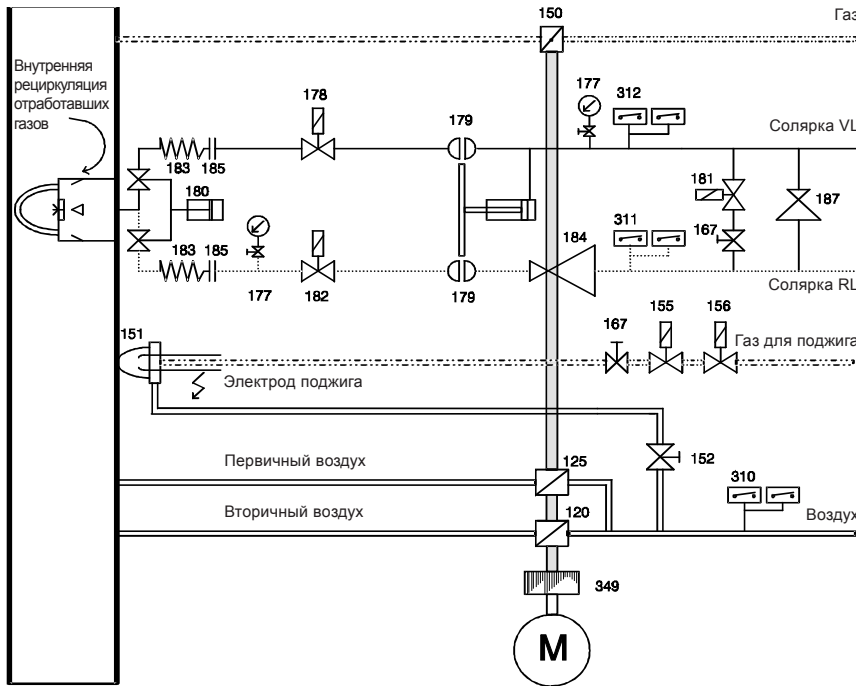 150
Газ
Внутренняя
рециркуляция
отработавших
газов
178
179
177
312
Солярка VL
183
185
180
181
187
311
184
167
183
185
177
182
179
Солярка RL
151
167
155
156
Газ для поджига
Электрод поджига
152
Первичный воздух
125
310
Вторичный воздух
120
Воздух
349
M